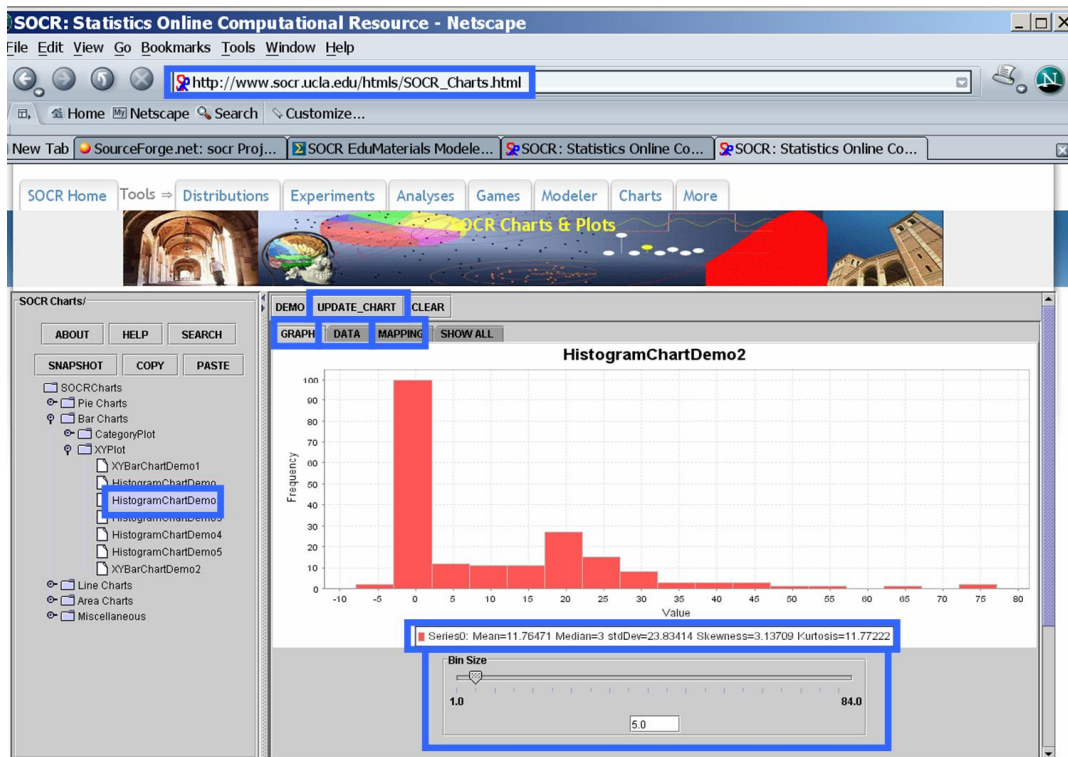 SOCR: Statistics Online Computational Resource - Netscape
File Edit View Go Bookmarks Tools Window Help
http://www.socr.ucla.edu/htmls/SOCR_Charts.html
Home Netscape Search Customize...
New Tab SourceForge.net: socr Proj... SOCR EduMaterials Modele... SOCR: Statistics Online Co... SOCR: Statistics Online Co...
SOCR Home Tools ⇒ Distributions Experiments Analyses Games Modeler Charts More
SOCR Charts & Plots
SOCR Charts/
ABOUT HELP SEARCH
SNAPSHOT COPY PASTE
SOCRCharts
Pie Charts
Bar Charts
CategoryPlot
XYPlot
XYBarChartDemo1
HistogramChartDemo
HistogramChartDemo
HistogramChartDemo3
HistogramChartDemo4
HistogramChartDemo5
XYBarChartDemo2
Line Charts
Area Charts
Miscellaneous
DEMO UPDATE_CHART CLEAR
GRAPH DATA MAPPING SHOW ALL
HistogramChartDemo2
Frequency
100
90
80
70
60
50
40
30
20
10
0
-10 -5 0 5 10 15 20 25 30 35 40 45 50 55 60 65 70 75 80
Value
Series0: Mean=11.76471 Median=3 stdDev=23.83414 Skewness=3.13709 Kurtosis=11.77222
Bin Size
1.0 84.0
5.0